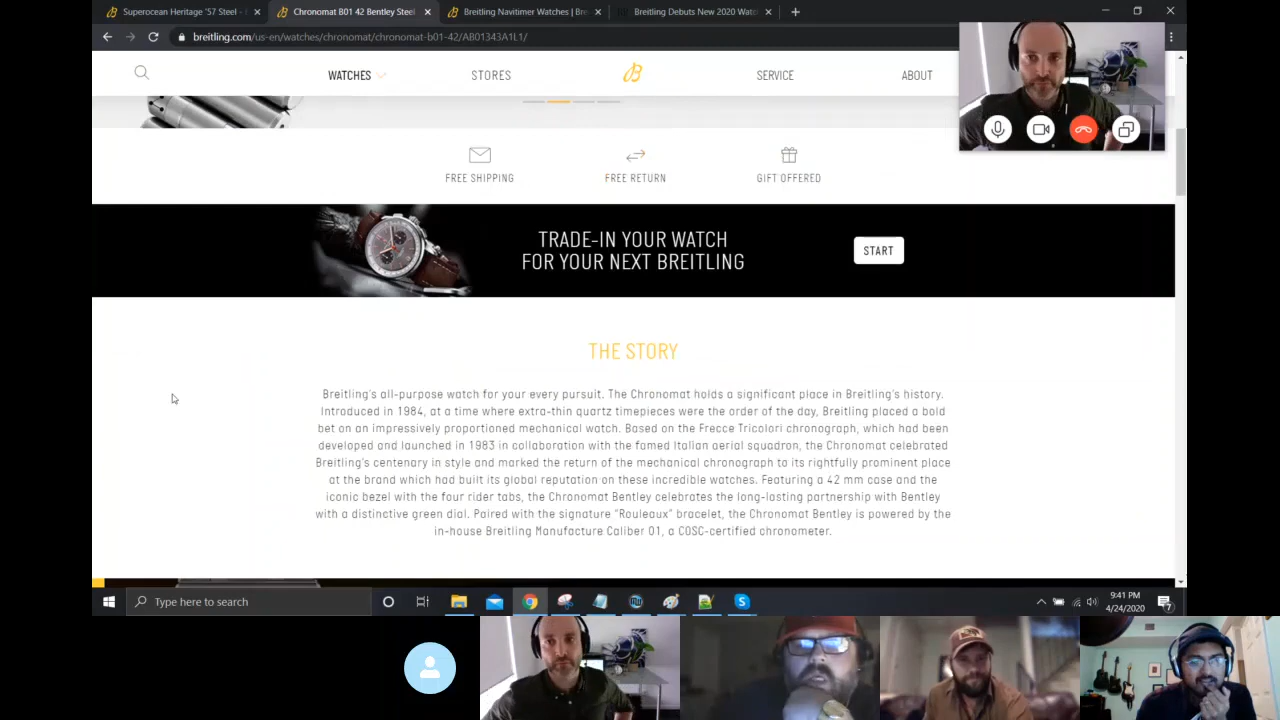 Superocean Heritage '57 Steel -
Chronomat B01 42 Bentley Steel
Breitling Navitimer Watches | Bre
Breitling Debuts New 2020 Watc
breitling.com/us-en/watches/chronomat/chronomat-b01-42/AB01343A1L1/
WATCHES
STORES
B
SERVICE
ABOUT
FREE SHIPPING
FREE RETURN
GIFT OFFERED
TRADE-IN YOUR WATCH
FOR YOUR NEXT BREITLING
START
THE STORY
Breitling's all-purpose watch for your every pursuit. The Chronomat holds a significant place in Breitling's history.
Introduced in 1984, at a time where extra-thin quartz timepieces were the order of the day, Breitling placed a bold
bet on an impressively proportioned mechanical watch. Based on the Frecce Tricolori chronograph, which had been
developed and launched in 1983 in collaboration with the famed Italian aerial squadron, the Chronomat celebrated
Breitling's centenary in style and marked the return of the mechanical chronograph to its rightfully prominent place
at the brand which had built its global reputation on these incredible watches. Featuring a 42 mm case and the
iconic bezel with the four rider tabs, the Chronomat Bentley celebrates the long-lasting partnership with Bentley
with a distinctive green dial. Paired with the signature "Rouleaux" bracelet, the Chronomat Bentley is powered by the
in-house Breitling Manufacture Caliber 01, a COSC-certified chronometer.
Type here to search
9:41 PM
4/24/2020
7